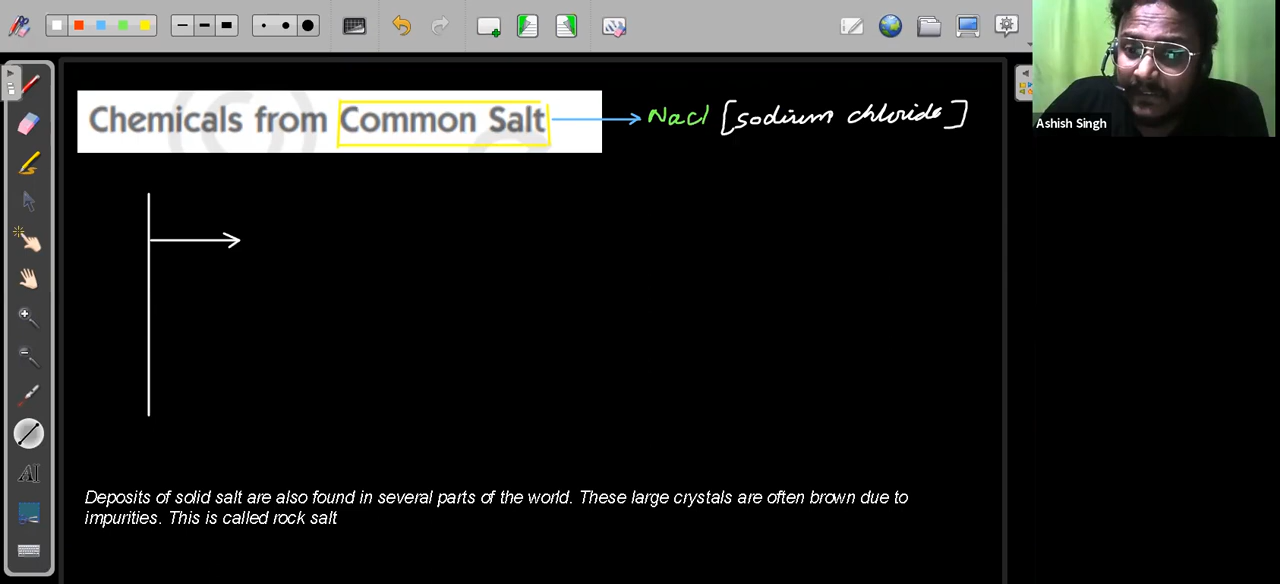 Chemicals from Common Salt NaCl [sodium chloride]
Ashish Singh
Deposits of solid salt are also found in several parts of the world. These large crystals are often brown due to
impurities. This is called rock salt